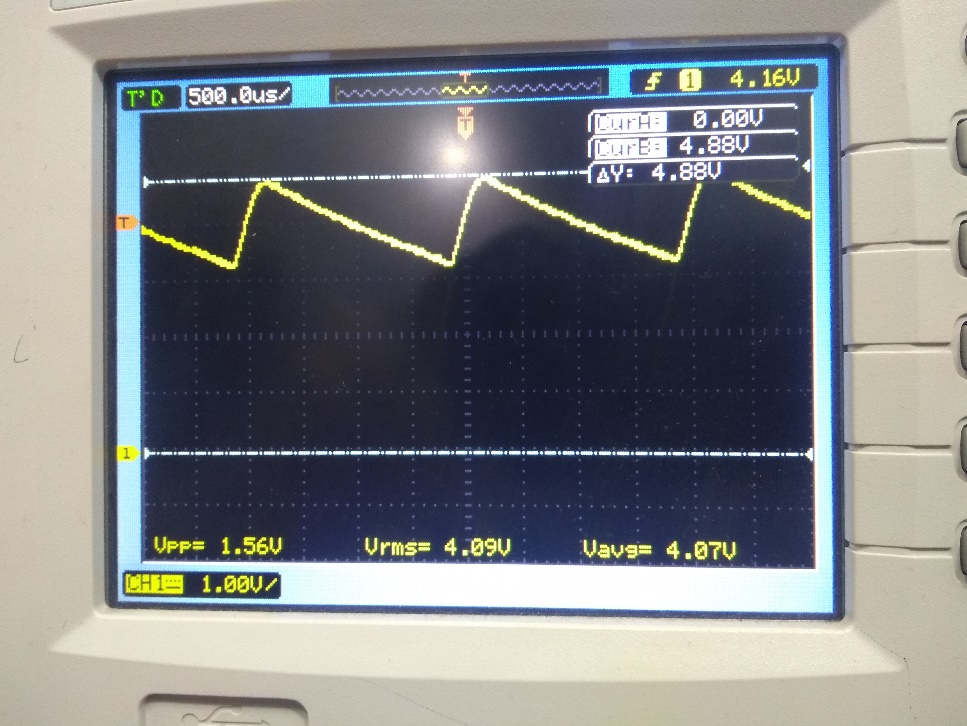 T'D 500.0us/ T 1 4.16V
T
CurA= 0.00V
CurB= 4.88V
ΔY: 4.88V
T
1
Vpp= 1.56V Vrms= 4.09V Vavg= 4.07V
CH1 1.00V/